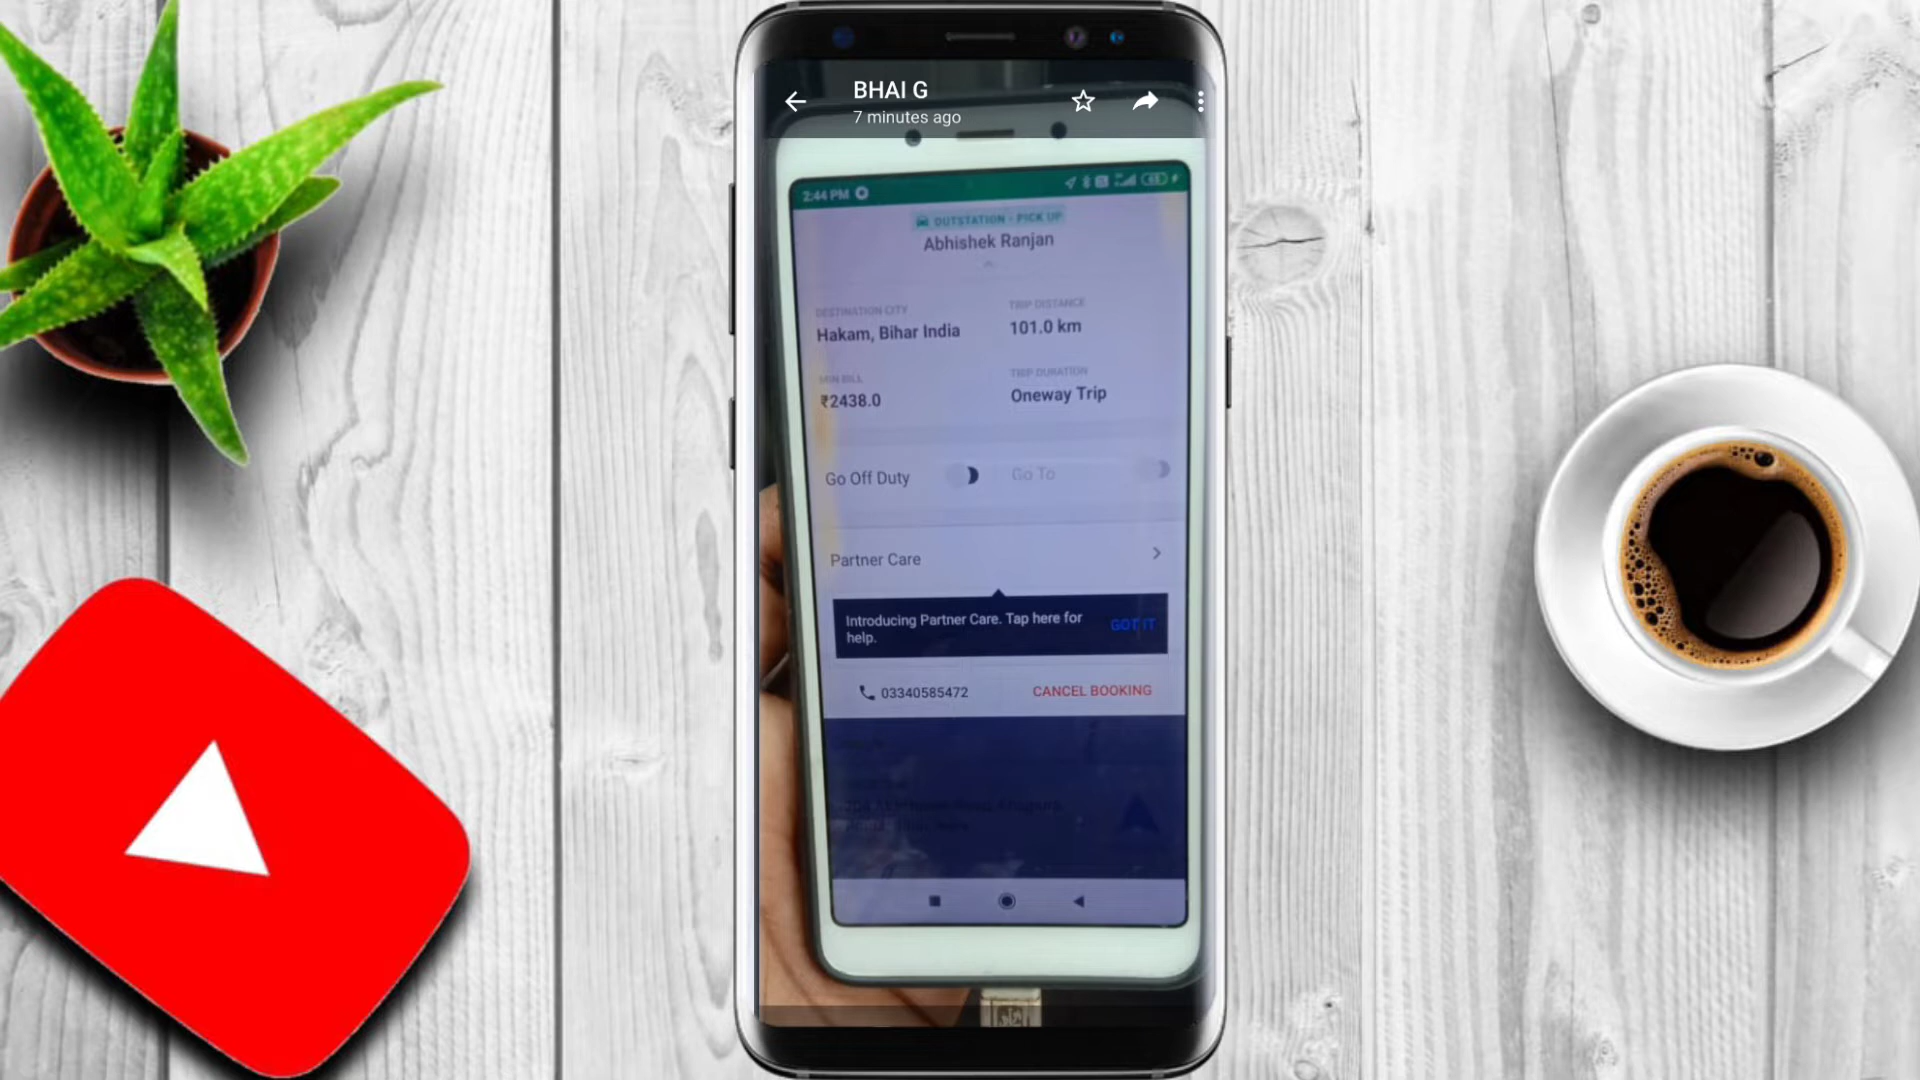 BHAI G
7 minutes ago
2:44 PM
OUTSTATION - PICK UP
Abhishek Ranjan
DESTINATION CITY
TRIP DISTANCE
Hakam, Bihar India
101.0 km
MIN BILL
TRIP DURATION
₹2438.0
Oneway Trip
Go Off Duty
Go To
Partner Care
Introducing Partner Care. Tap here for
help.
GOT IT
03340585472
CANCEL BOOKING